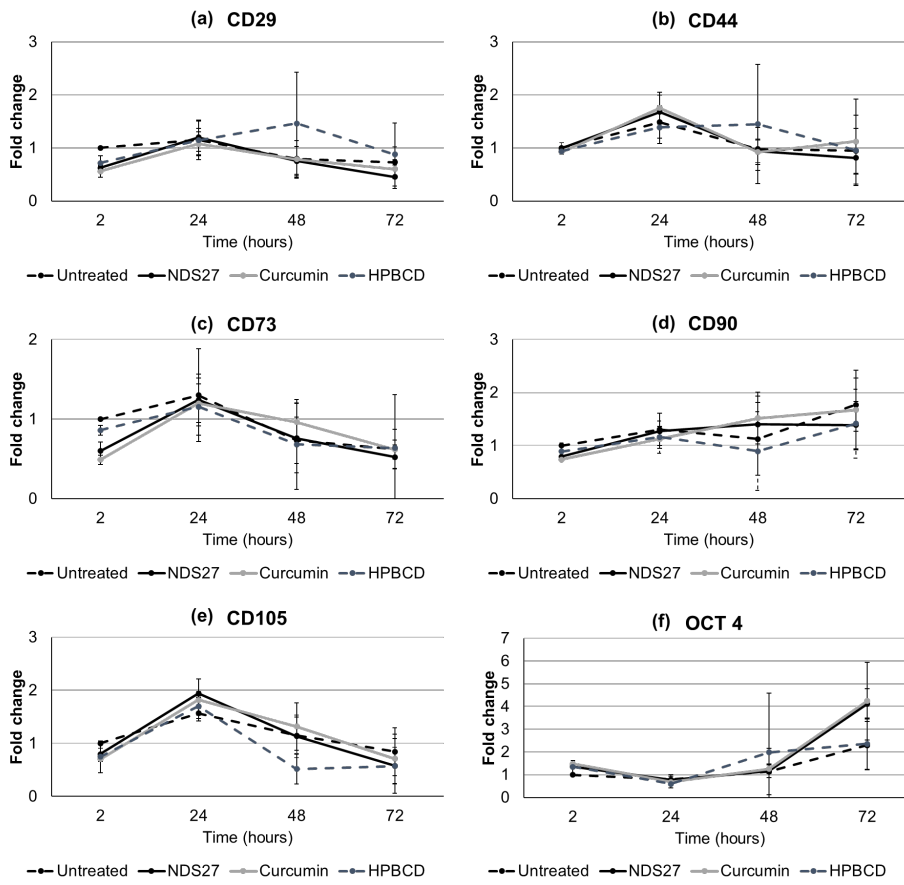 (a) CD29
3
2
1
0
Fold change
2 24 48 72
Time (hours)
Untreated NDS27 Curcumin HPBCD
(b) CD44
3
2
1
0
Fold change
2 24 48 72
Time (hours)
Untreated NDS27 Curcumin HPBCD
(c) CD73
2
1
0
Fold change
2 24 48 72
Time (hours)
Untreated NDS27 Curcumin HPBCD
(d) CD90
3
2
1
0
Fold change
2 24 48 72
Time (hours)
Untreated NDS27 Curcumin HPBCD
(e) CD105
3
2
1
0
Fold change
2 24 48 72
Time (hours)
Untreated NDS27 Curcumin HPBCD
(f) OCT 4
7
6
5
4
3
2
1
0
Fold change
2 24 48 72
Time (hours)
Untreated NDS27 Curcumin HPBCD